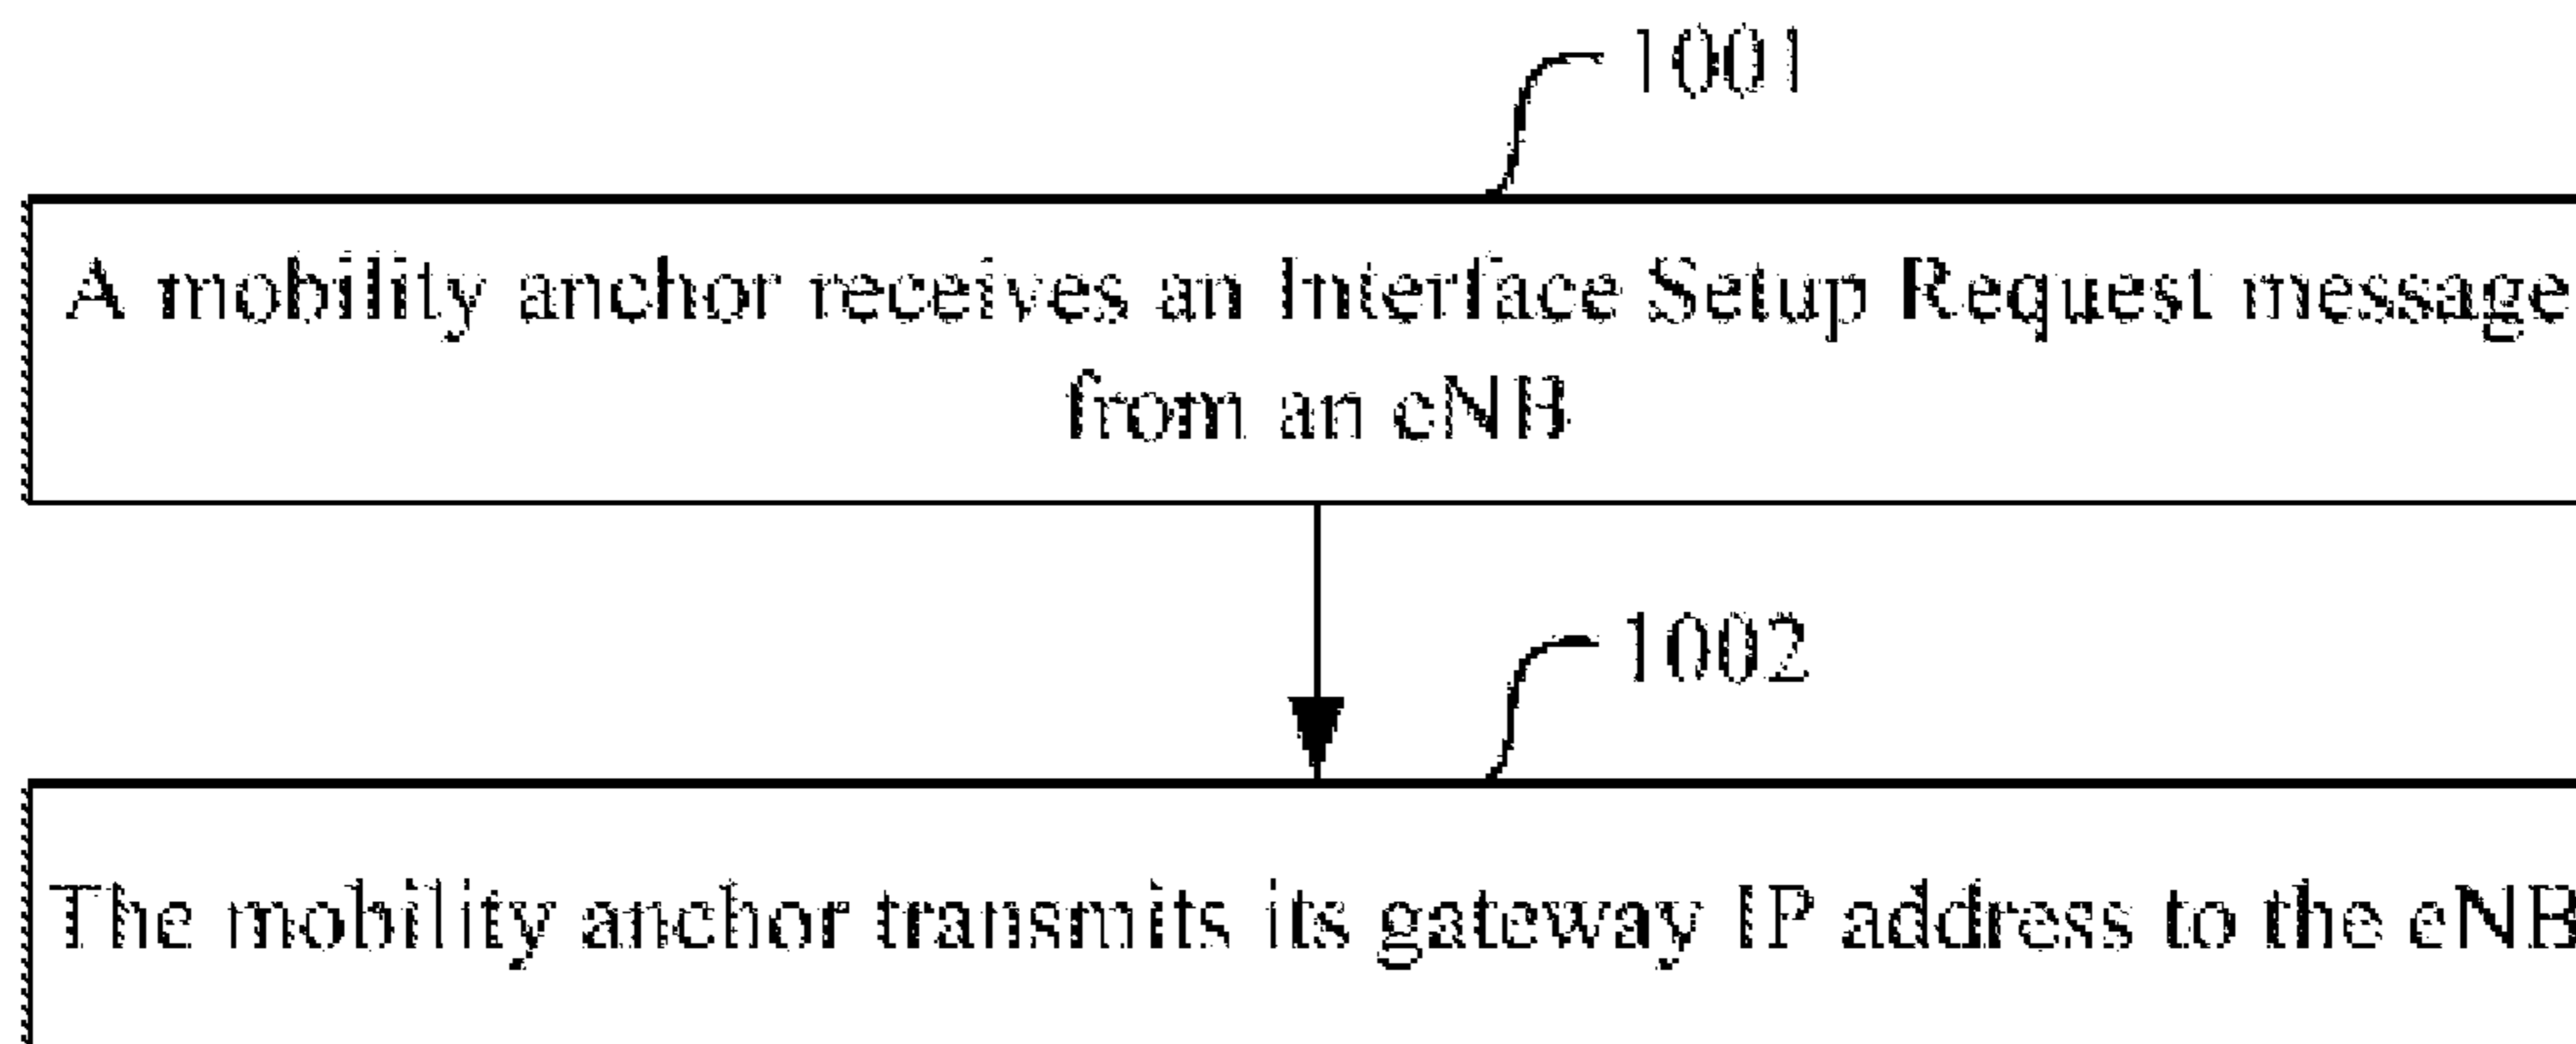 1001
A mobility anchor receives an Interface Setup Request message
from an eNB
1002
The mobility anchor transmits its gateway IP address to the eNB